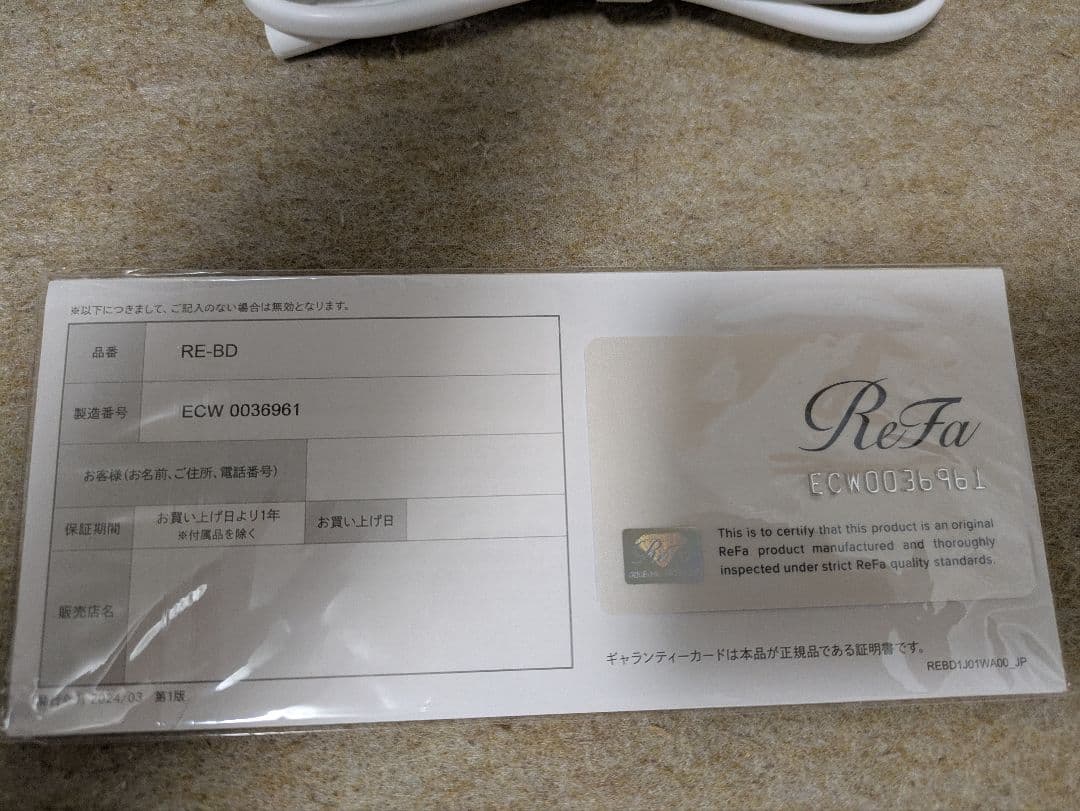 ※以下につきまして、ご記入のない場合は無効となります。
品番 RE-BD
製造番号 ECW 0036961
お客様(お名前、ご住所、電話番号)
保証期間 お買い上げ日より1年 ※付属品を除く お買い上げ日
販売店名
2024/03 第1版
ReFa
ECW0036961
ReFa
This is to certify that this product is an original
ReFa product manufactured and thoroughly
inspected under strict ReFa quality standards.
ギャランティーカードは本品が正規品である証明書です。
REBD1J01WA00_JP